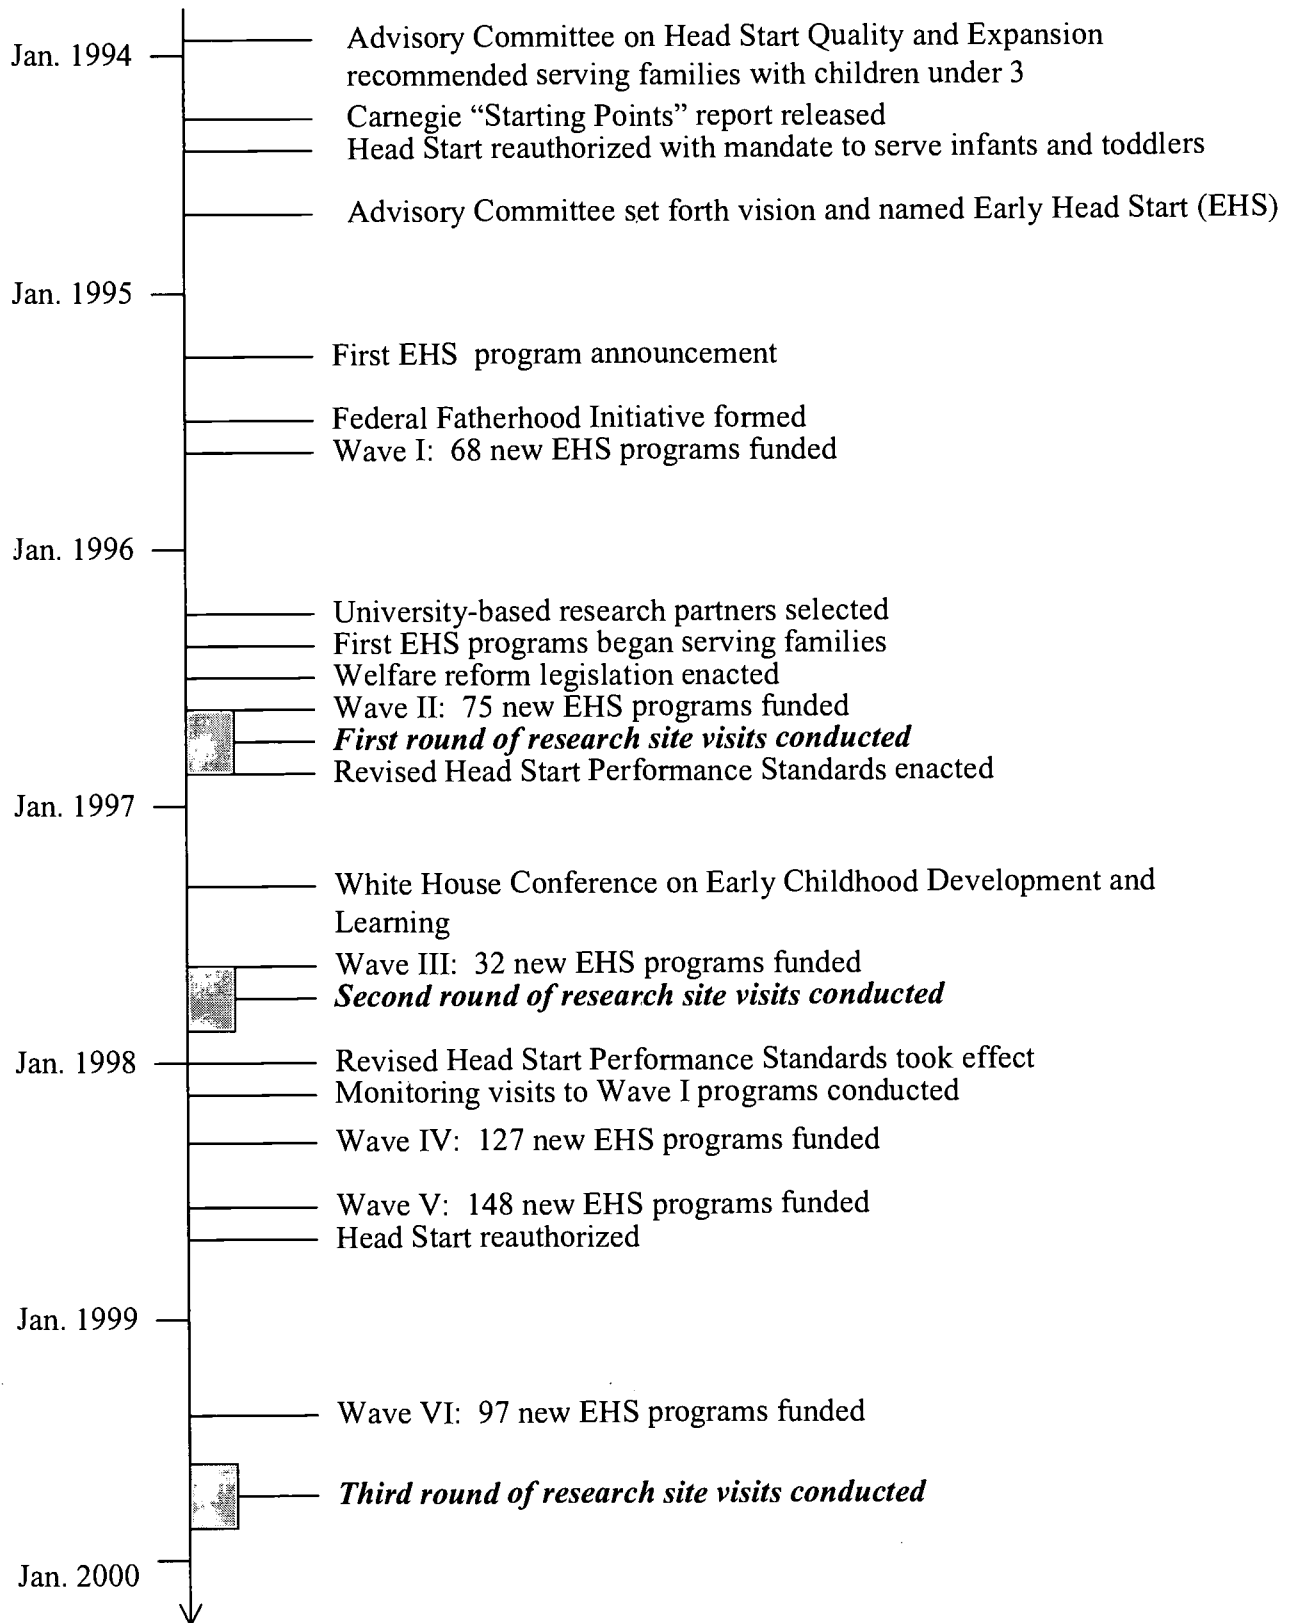 Jan. 1994
Advisory Committee on Head Start Quality and Expansion
recommended serving families with children under 3
Carnegie “Starting Points” report released
Head Start reauthorized with mandate to serve infants and toddlers
Advisory Committee set forth vision and named Early Head Start (EHS)
Jan. 1995
First EHS program announcement
Federal Fatherhood Initiative formed
Wave I: 68 new EHS programs funded
Jan. 1996
University-based research partners selected
First EHS programs began serving families
Welfare reform legislation enacted
Wave II: 75 new EHS programs funded
First round of research site visits conducted
Revised Head Start Performance Standards enacted
Jan. 1997
White House Conference on Early Childhood Development and
Learning
Wave III: 32 new EHS programs funded
Second round of research site visits conducted
Jan. 1998
Revised Head Start Performance Standards took effect
Monitoring visits to Wave I programs conducted
Wave IV: 127 new EHS programs funded
Wave V: 148 new EHS programs funded
Head Start reauthorized
Jan. 1999
Wave VI: 97 new EHS programs funded
Third round of research site visits conducted
Jan. 2000